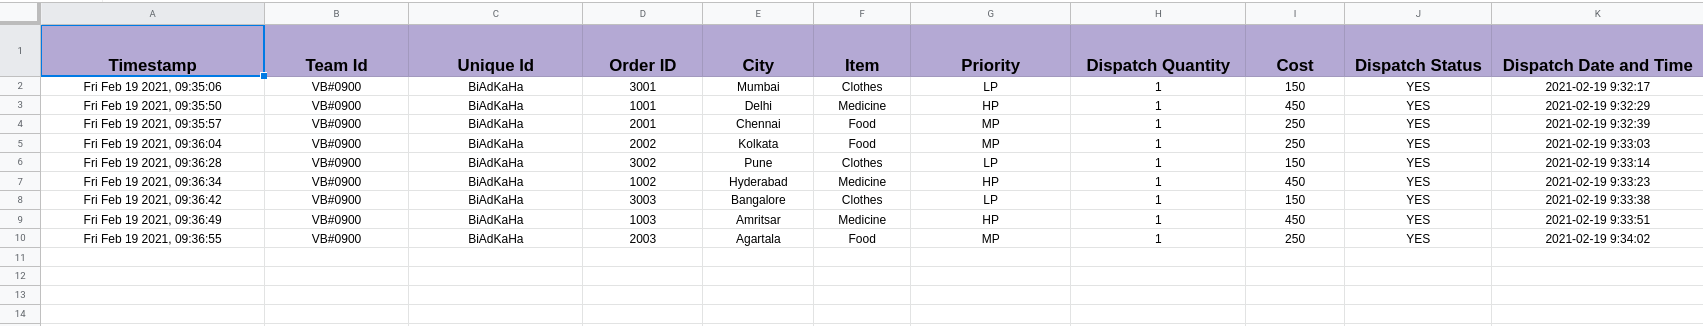 A B C D E F G H I J K
1 Timestamp Team Id Unique Id Order ID City Item Priority Dispatch Quantity Cost Dispatch Status Dispatch Date and Time
2 Fri Feb 19 2021, 09:35:06 VB#0900 BiAdKaHa 3001 Mumbai Clothes LP 1 150 YES 2021-02-19 9:32:17
3 Fri Feb 19 2021, 09:35:50 VB#0900 BiAdKaHa 1001 Delhi Medicine HP 1 450 YES 2021-02-19 9:32:29
4 Fri Feb 19 2021, 09:35:57 VB#0900 BiAdKaHa 2001 Chennai Food MP 1 250 YES 2021-02-19 9:32:39
5 Fri Feb 19 2021, 09:36:04 VB#0900 BiAdKaHa 2002 Kolkata Food MP 1 250 YES 2021-02-19 9:33:03
6 Fri Feb 19 2021, 09:36:28 VB#0900 BiAdKaHa 3002 Pune Clothes LP 1 150 YES 2021-02-19 9:33:14
7 Fri Feb 19 2021, 09:36:34 VB#0900 BiAdKaHa 1002 Hyderabad Medicine HP 1 450 YES 2021-02-19 9:33:23
8 Fri Feb 19 2021, 09:36:42 VB#0900 BiAdKaHa 3003 Bangalore Clothes LP 1 150 YES 2021-02-19 9:33:38
9 Fri Feb 19 2021, 09:36:49 VB#0900 BiAdKaHa 1003 Amritsar Medicine HP 1 450 YES 2021-02-19 9:33:51
10 Fri Feb 19 2021, 09:36:55 VB#0900 BiAdKaHa 2003 Agartala Food MP 1 250 YES 2021-02-19 9:34:02
11
12
13
14